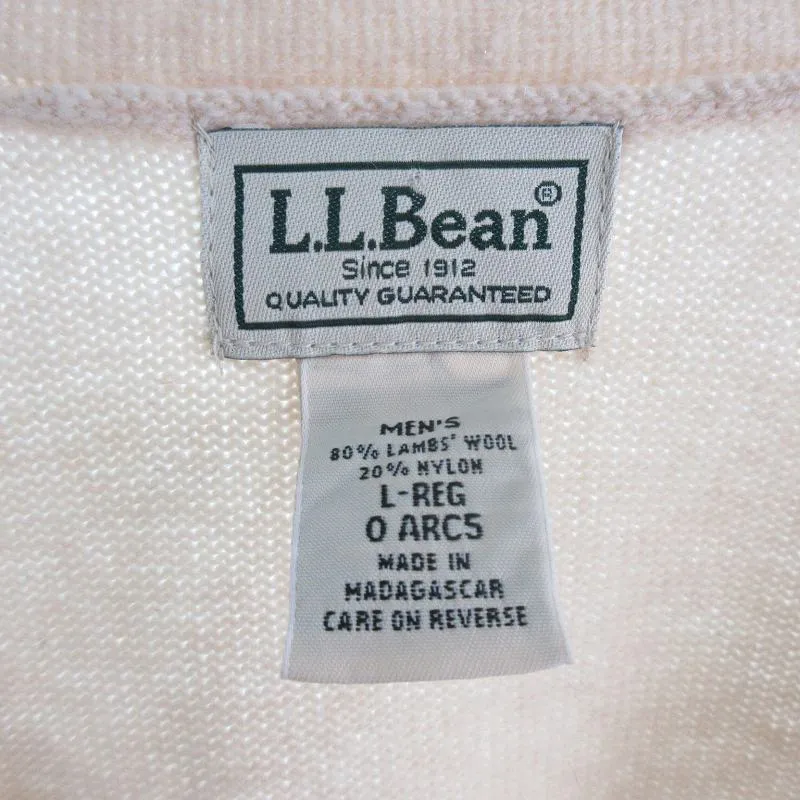 L.L.Bean®
Since 1912
QUALITY GUARANTEED
MEN'S
80% LAMBS' WOOL
20% NYLON
L-REG
0 ARC5
MADE IN
MADAGASCAR
CARE ON REVERSE